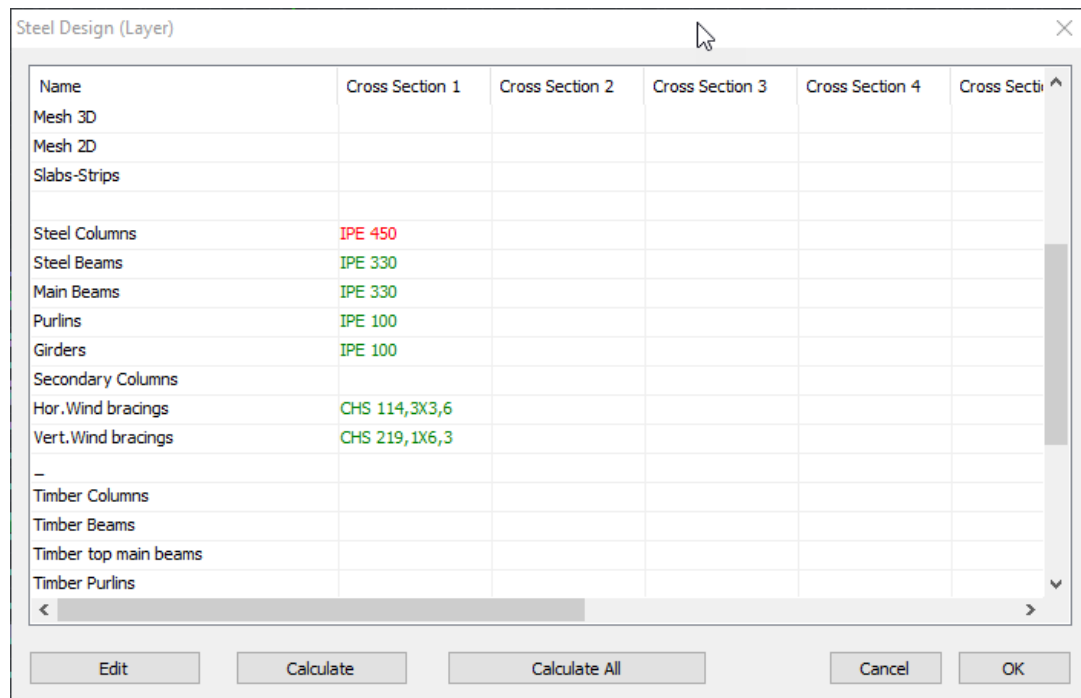 Steel Design (Layer)
Name Cross Section 1 Cross Section 2 Cross Section 3 Cross Section 4 Cross Secti
Mesh 3D
Mesh 2D
Slabs-Strips
Steel Columns IPE 450
Steel Beams IPE 330
Main Beams IPE 330
Purlins IPE 100
Girders IPE 100
Secondary Columns
Hor.Wind bracings CHS 114,3X3,6
Vert.Wind bracings CHS 219,1X6,3
_
Timber Columns
Timber Beams
Timber top main beams
Timber Purlins
Edit Calculate Calculate All Cancel OK